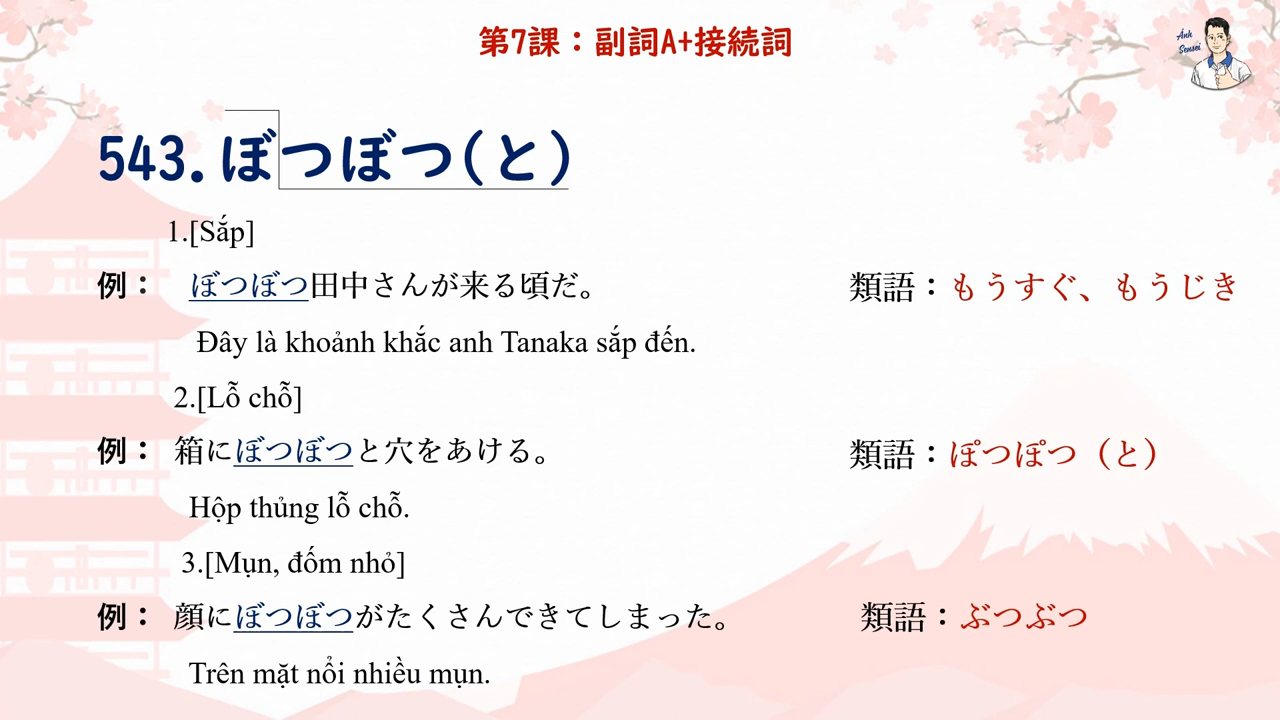 第7課：副詞A+接続詞
Anh
Sensei
543.ぼつぼつ(と)
1.[Sắp]
例： ぼつぼつ田中さんが来る頃だ。 類語：もうすぐ、もうじき
Đây là khoảnh khắc anh Tanaka sắp đến.
2.[Lỗ chỗ]
例： 箱にぼつぼつと穴をあける。 類語：ぽつぽつ（と）
Hộp thủng lỗ chỗ.
3.[Mụn, đốm nhỏ]
例： 顔にぼつぼつがたくさんできてしまった。 類語：ぶつぶつ
Trên mặt nổi nhiều mụn.